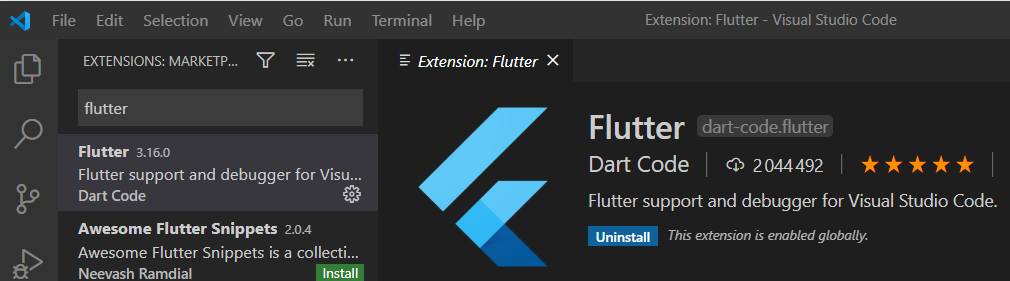 File Edit Selection View Go Run Terminal Help Extension: Flutter - Visual Studio Code
EXTENSIONS: MARKETP...
Extension: Flutter
flutter
Flutter 3.16.0
Flutter support and debugger for Visu...
Dart Code
Awesome Flutter Snippets 2.0.4
Awesome Flutter Snippets is a collecti...
Neevash Ramdial Install
Flutter dart-code.flutter
Dart Code 2 044 492
Flutter support and debugger for Visual Studio Code.
Uninstall This extension is enabled globally.